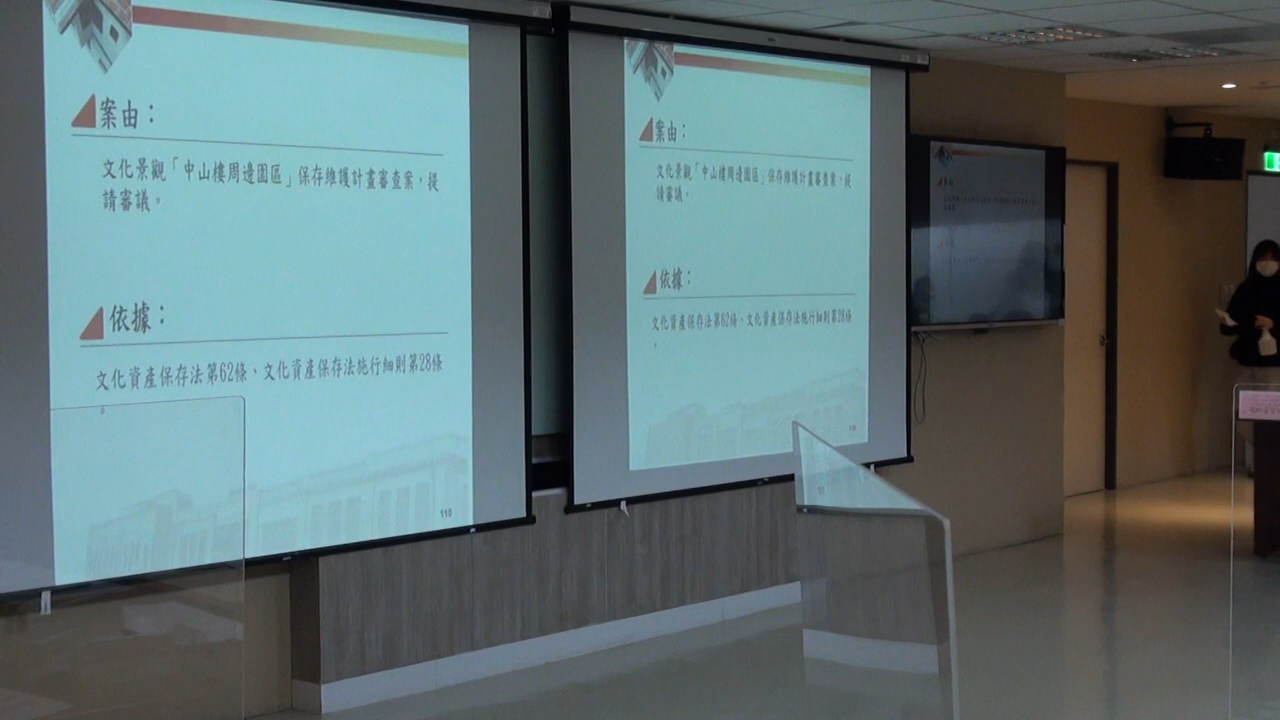 案由：
文化景觀「中山樓周邊園區」保存維護計畫審查案，提
請審議。
依據：
文化資產保存法第62條、文化資產保存法施行細則第28條
110
案由：
文化景觀「中山樓周邊園區」保存維護計畫審查案，提
請審議。
依據：
文化資產保存法第62條、文化資產保存法施行細則第28條
。
110